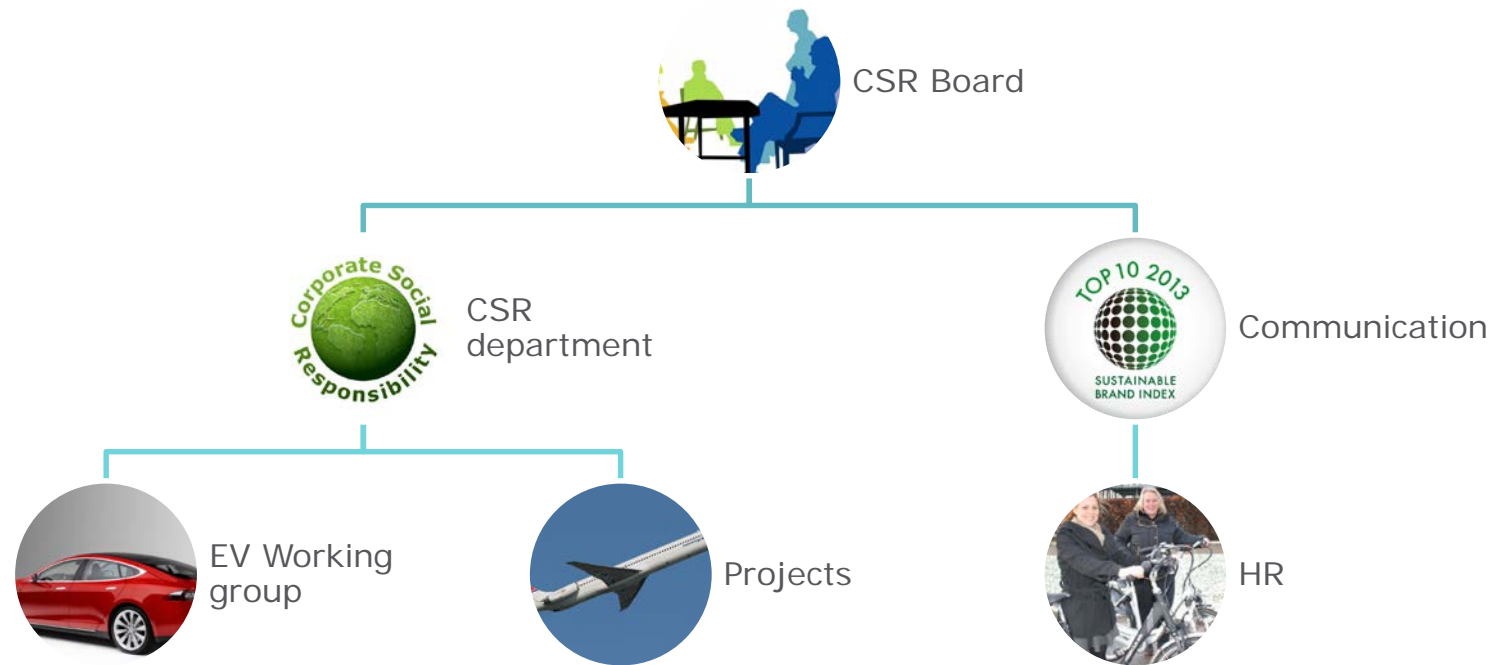 CSR Board
Corporate Social
Responsibility
CSR
department
TOP 10 2013
SUSTAINABLE
BRAND INDEX
Communication
EV Working
group
Projects
HR